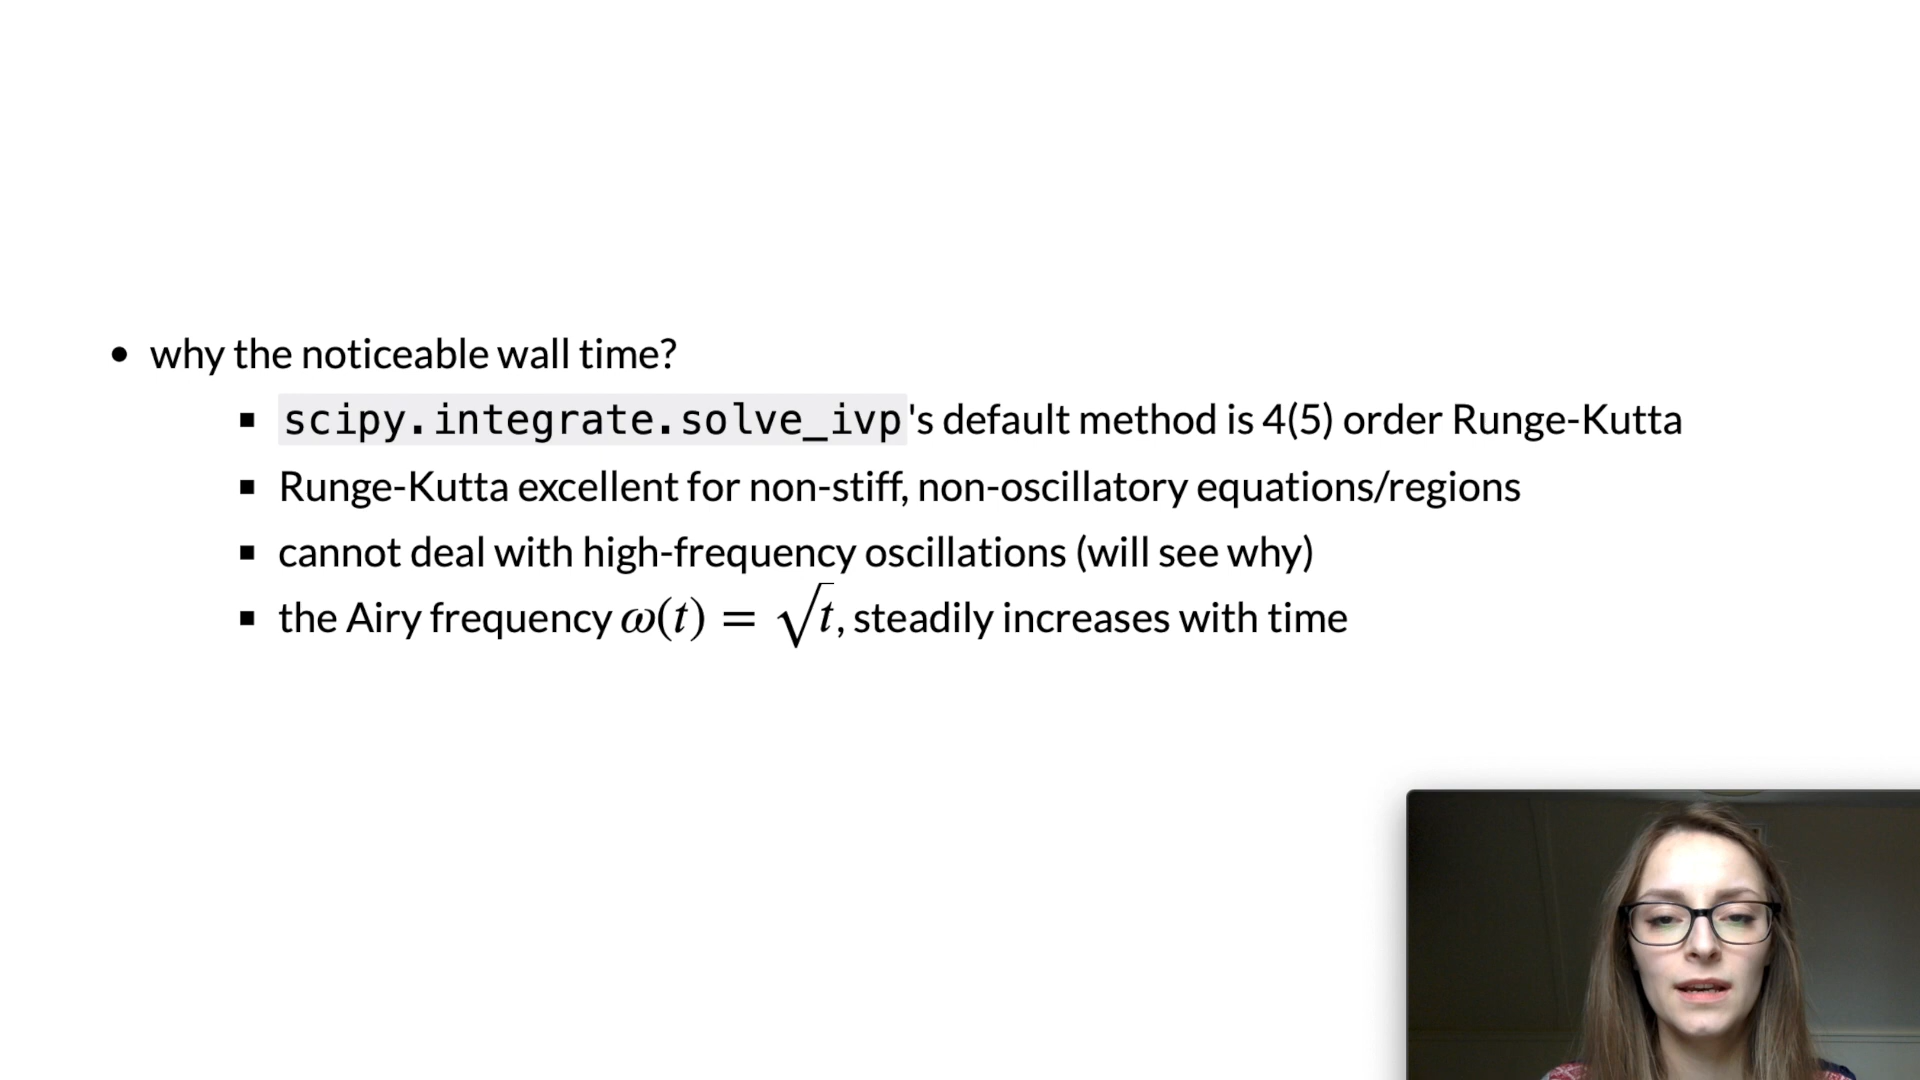 why the noticeable wall time?
scipy.integrate.solve_ivp's default method is 4(5) order Runge-Kutta
Runge-Kutta excellent for non-stiff, non-oscillatory equations/regions
cannot deal with high-frequency oscillations (will see why)
the Airy frequency ω(t) = √t, steadily increases with time